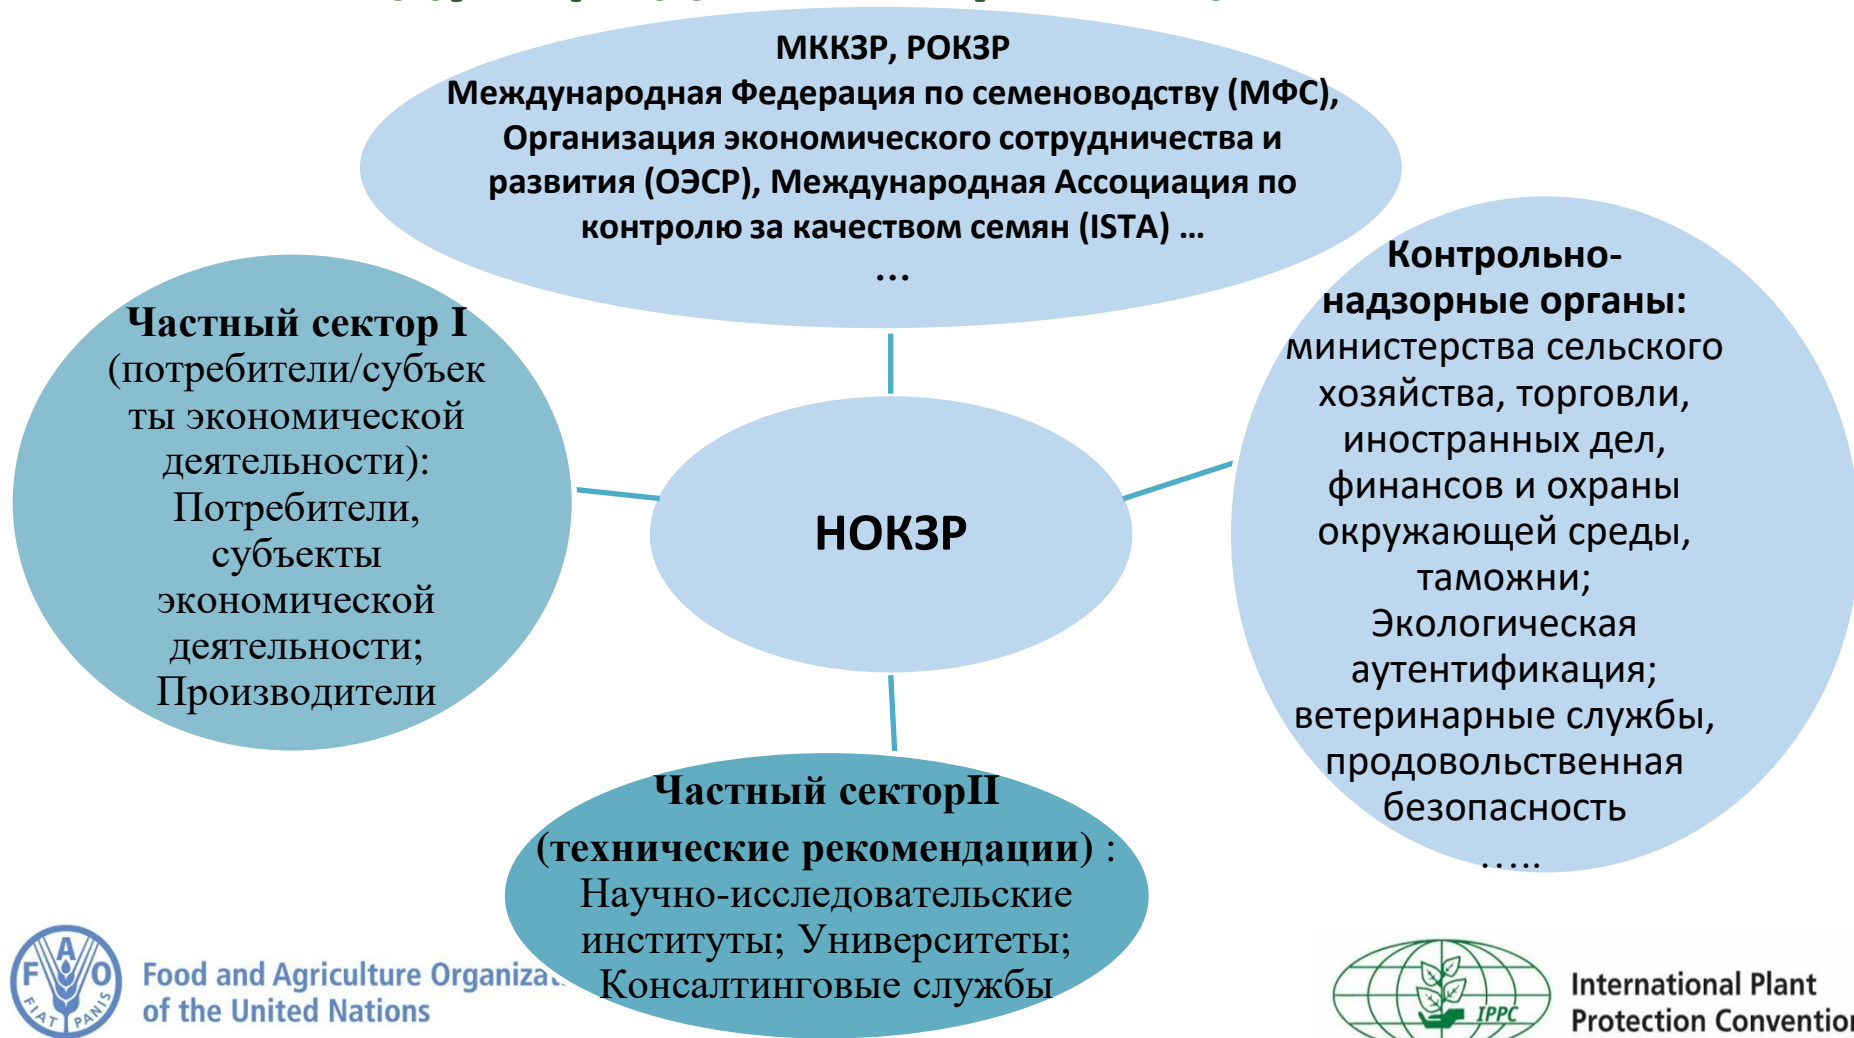 МККЗР, РОКЗР
Международная Федерация по семеноводству (МФС),
Организация экономического сотрудничества и
развития (ОЭСР), Международная Ассоциация по
контролю за качеством семян (ISTA) ...
...
Частный сектор I
(потребители/субъек
ты экономической
деятельности):
Потребители,
субъекты
экономической
деятельности;
Производители
НОКЗР
Контрольно-
надзорные органы:
министерства сельского
хозяйства, торговли,
иностранных дел,
финансов и охраны
окружающей среды,
таможни;
Экологическая
аутентификация;
ветеринарные службы,
продовольственная
безопасность
.....
Частный секторII
(технические рекомендации) :
Научно-исследовательские
институты; Университеты;
Консалтинговые службы
FAO
FIAT PANIS
Food and Agriculture
of the United Nations
IPPC
International Plant
Protection Convention